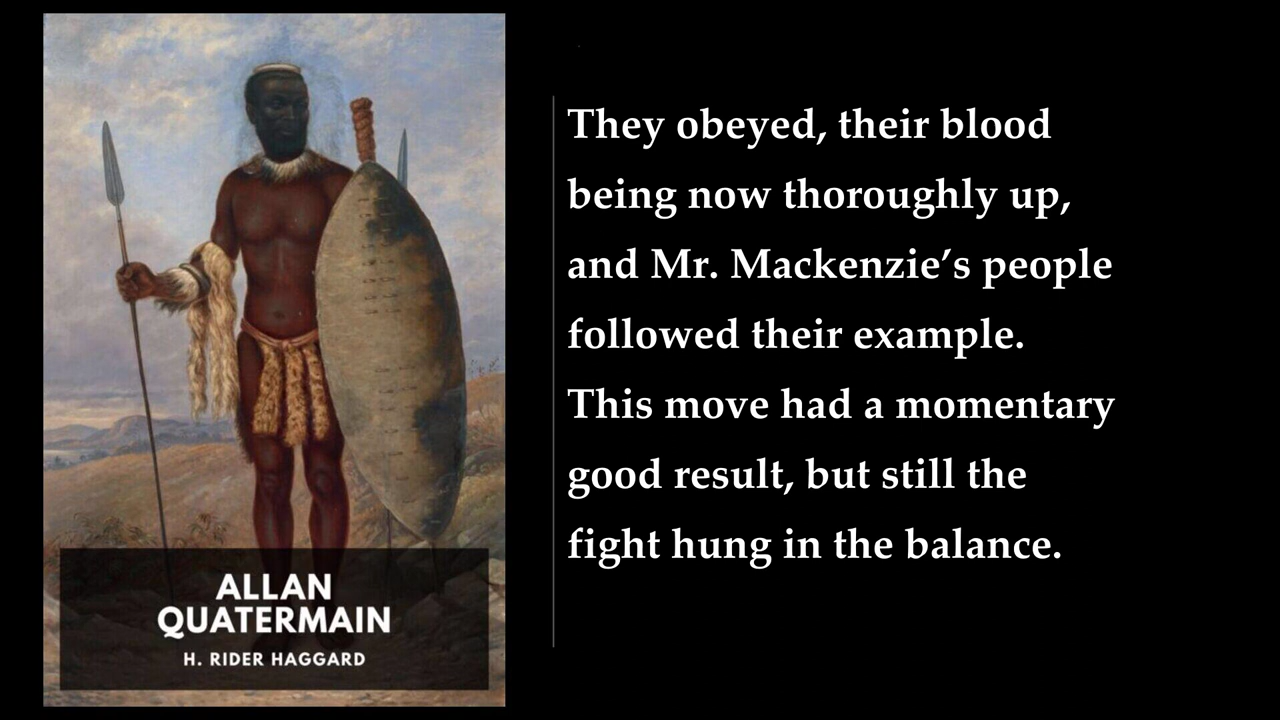 ALLAN
QUATERMAIN
H. RIDER HAGGARD
They obeyed, their blood
being now thoroughly up,
and Mr. Mackenzie’s people
followed their example.
This move had a momentary
good result, but still the
fight hung in the balance.